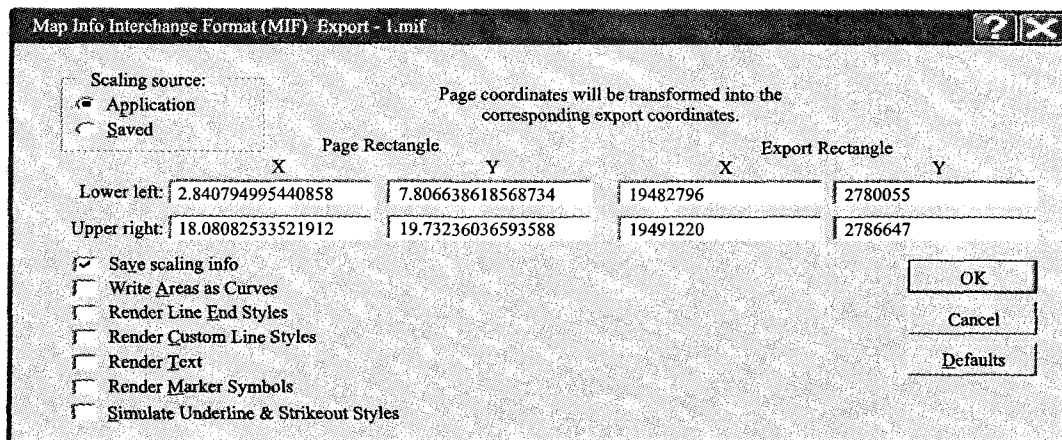 Map Info Interchange Format (MIF) Export - 1.mif
Scaling source:
Application
Saved
Page coordinates will be transformed into the
corresponding export coordinates.
Page Rectangle
Export Rectangle
X Y X Y
Lower left: 2.840794995440858 7.806638618568734 19482796 2780055
Upper right: 18.08082533521912 19.73236036593588 19491220 2786647
Save scaling info
Write Areas as Curves
Render Line End Styles
Render Custom Line Styles
Render Text
Render Marker Symbols
Simulate Underline & Strikeout Styles
OK
Cancel
Defaults